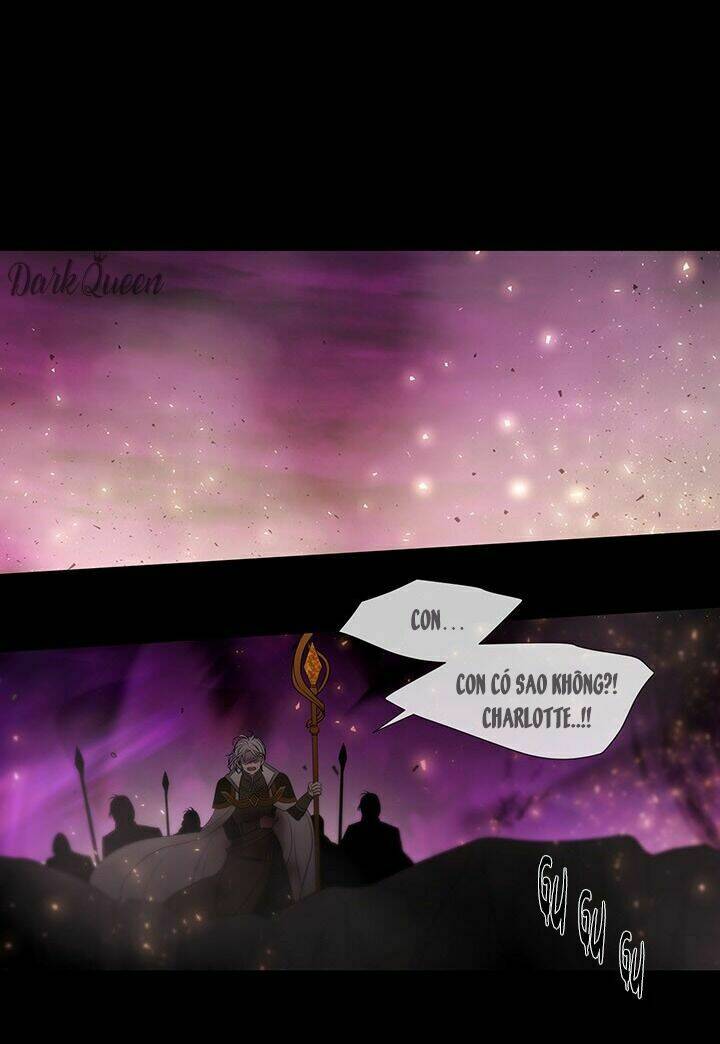 DarkQueen
CON...
CON CÓ SAO KHÔNG?!
CHARLOTTE..!!
GU GU GU